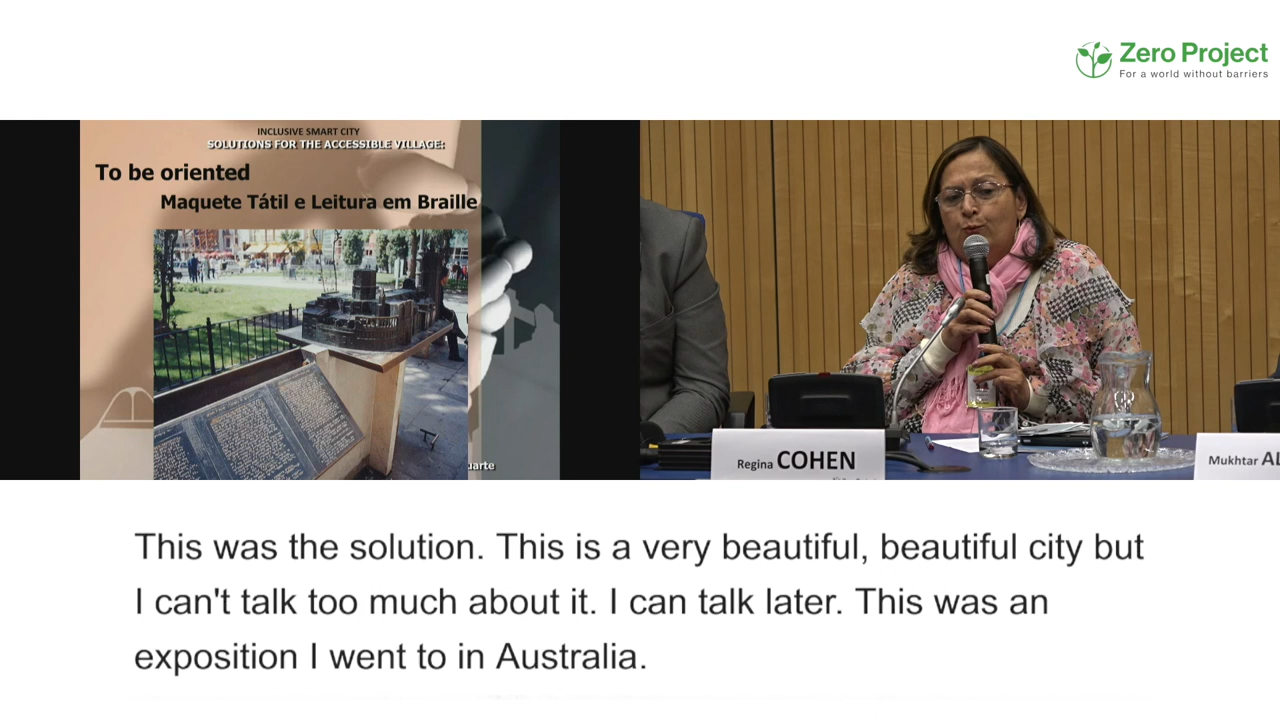 Zero Project
For a world without barriers
INCLUSIVE SMART CITY
SOLUTIONS FOR THE ACCESSIBLE VILLAGE:
To be oriented
Maquete Tátil e Leitura em Braille
uarte
Regina COHEN
Mukhtar AL
This was the solution. This is a very beautiful, beautiful city but
I can't talk too much about it. I can talk later. This was an
exposition I went to in Australia.